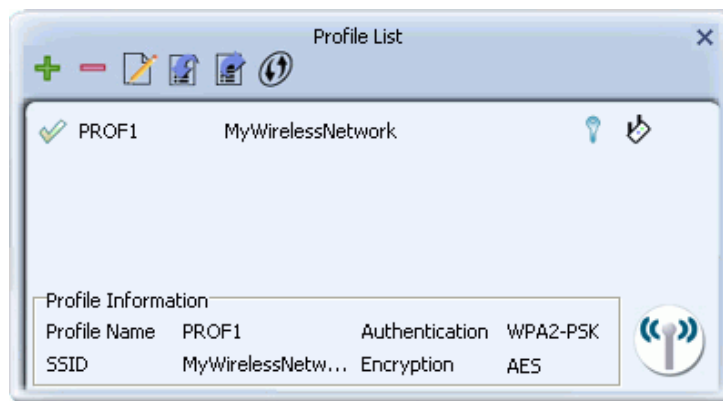 Profile List
PROF1 MyWirelessNetwork
Profile Information
Profile Name PROF1 Authentication WPA2-PSK
SSID MyWirelessNetw... Encryption AES